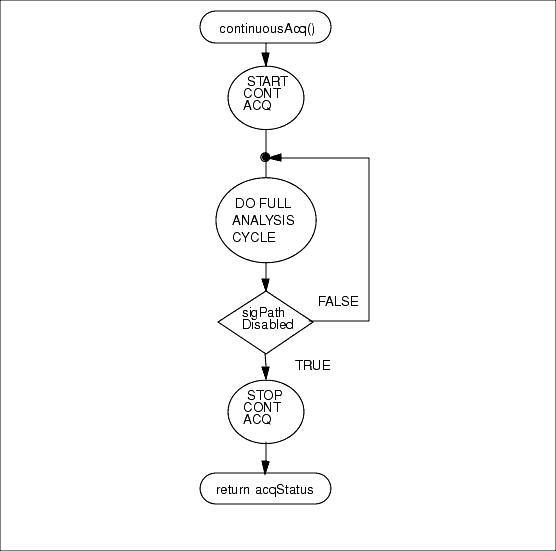 continuousAcq()
START
CONT
ACQ
DO FULL
ANALYSIS
CYCLE
sigPath
Disabled
FALSE
TRUE
STOP
CONT
ACQ
return acqStatus